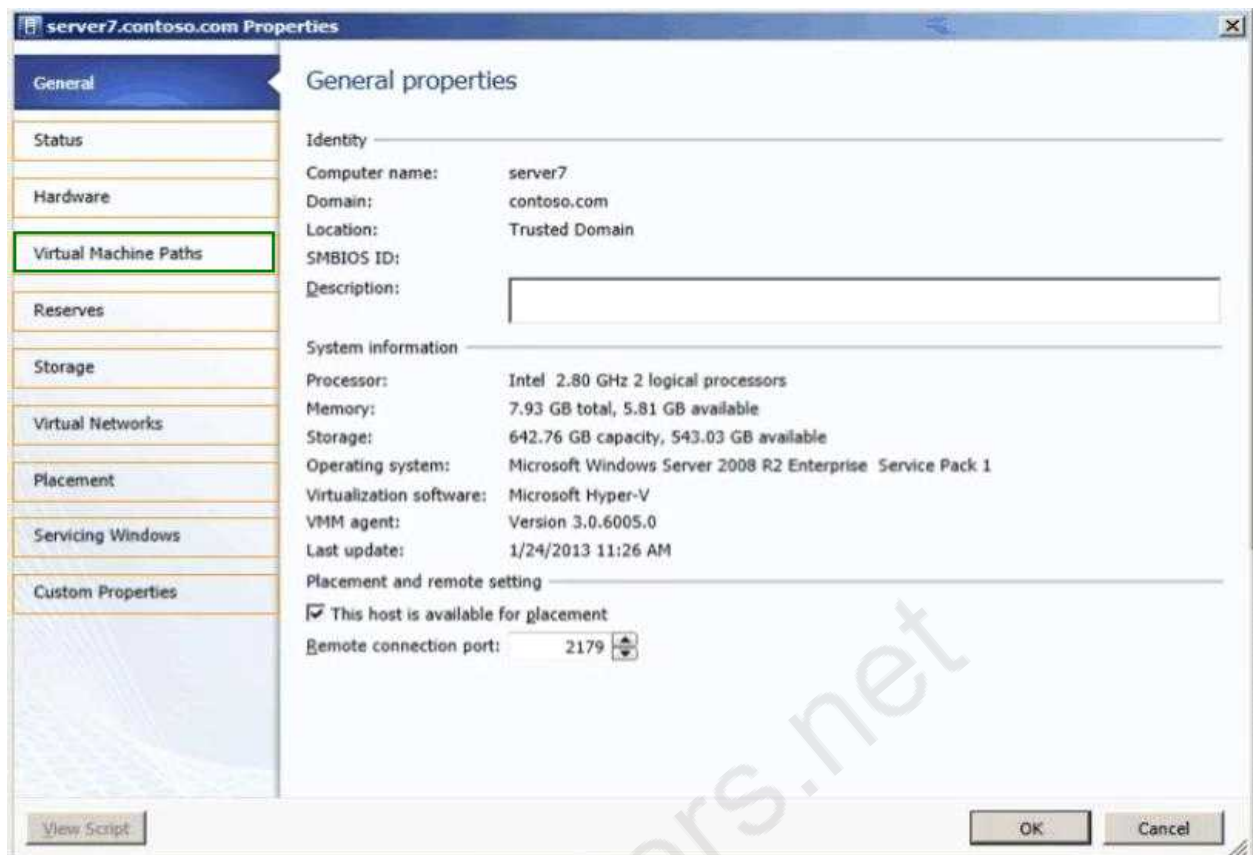 server7.contoso.com Properties
General
Status
Hardware
Virtual Machine Paths
Reserves
Storage
Virtual Networks
Placement
Servicing Windows
Custom Properties
General properties
Identity
Computer name: server7
Domain: contoso.com
Location: Trusted Domain
SMBIOS ID:
Description:
System information
Processor: Intel 2.80 GHz 2 logical processors
Memory: 7.93 GB total, 5.81 GB available
Storage: 642.76 GB capacity, 543.03 GB available
Operating system: Microsoft Windows Server 2008 R2 Enterprise Service Pack 1
Virtualization software: Microsoft Hyper-V
VMM agent: Version 3.0.6005.0
Last update: 1/24/2013 11:26 AM
Placement and remote setting
This host is available for placement
Remote connection port: 2179
View Script
OK
Cancel